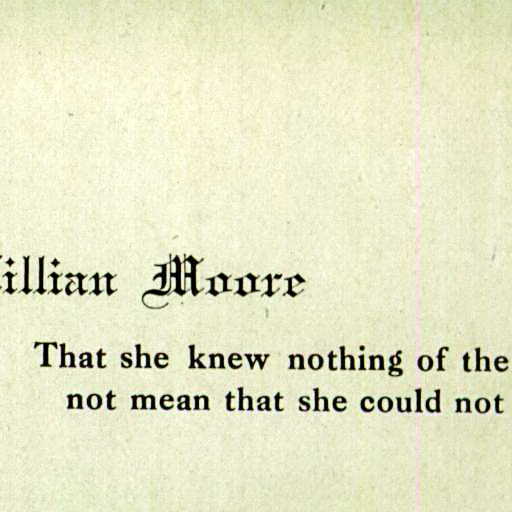 illian Moore
That she knew nothing of the
not mean that she could not